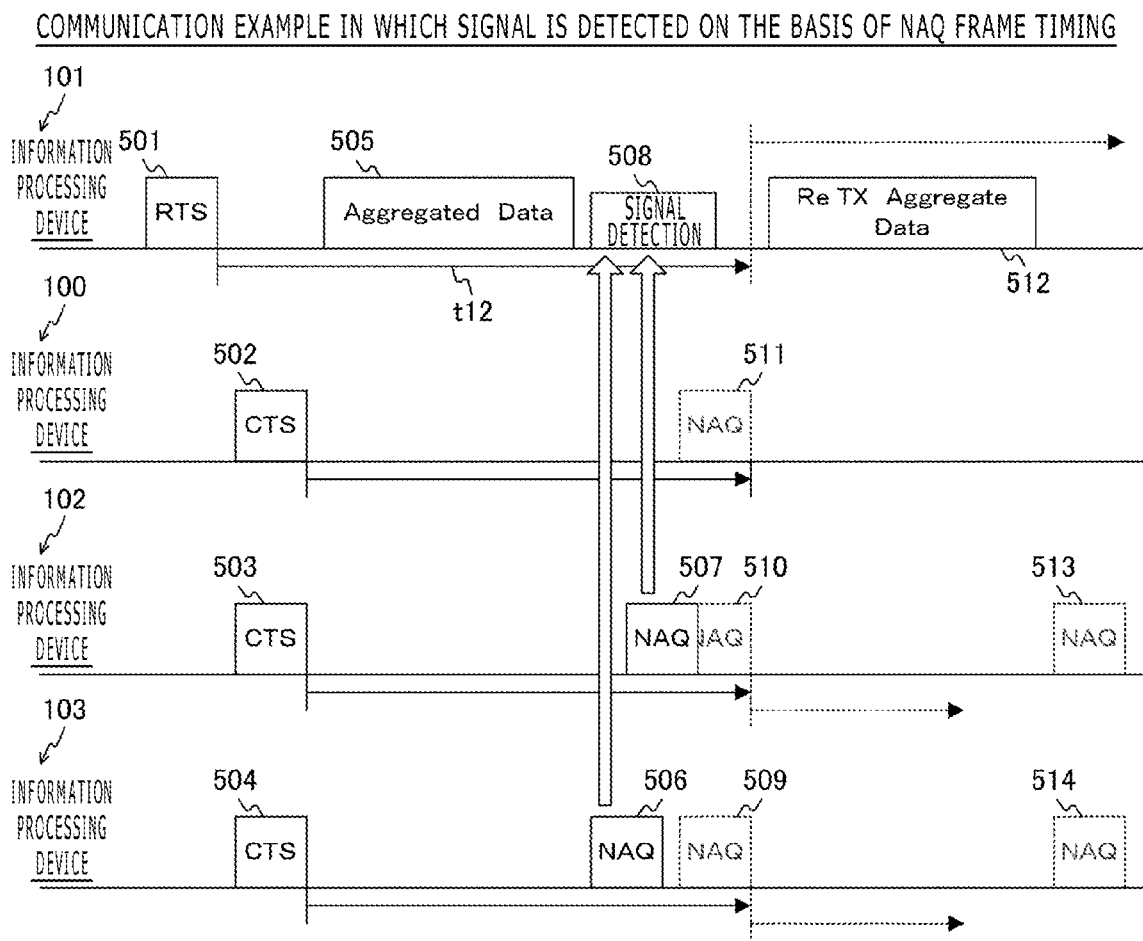 COMMUNICATION EXAMPLE IN WHICH SIGNAL IS DETECTED ON THE BASIS OF NAQ FRAME TIMING
101
INFORMATION
PROCESSING
DEVICE
501
RTS
505
Aggregated Data
508
SIGNAL
DETECTION
Re TX Aggregate
Data
512
t12
100
INFORMATION
PROCESSING
DEVICE
502
CTS
511
NAQ
102
INFORMATION
PROCESSING
DEVICE
503
CTS
507
NAQ
510
NAQ
513
NAQ
103
INFORMATION
PROCESSING
DEVICE
504
CTS
506
NAQ
509
NAQ
514
NAQ